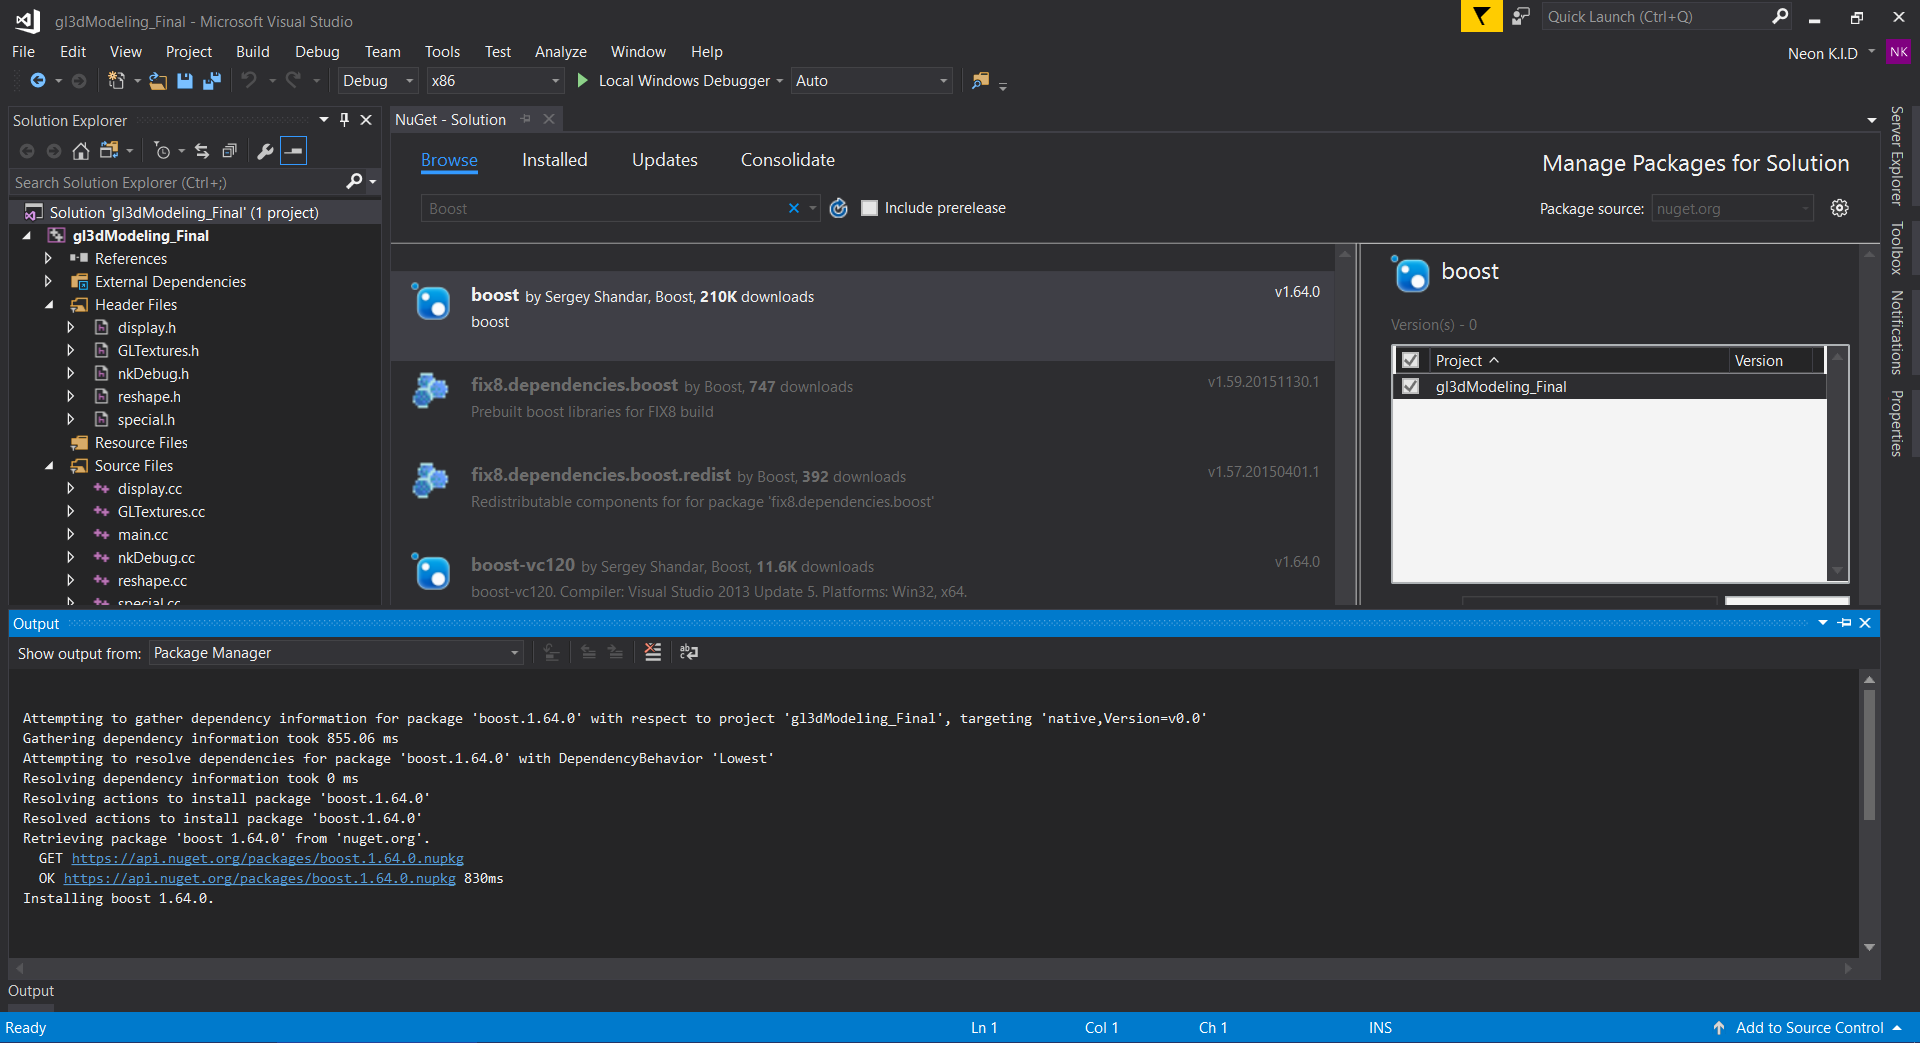 gl3dModeling_Final - Microsoft Visual Studio
Quick Launch (Ctrl+Q)
File Edit View Project Build Debug Team Tools Test Analyze Window Help
Neon K.I.D NK
Debug x86 Local Windows Debugger Auto
Solution Explorer
Search Solution Explorer (Ctrl+;)
Solution 'gl3dModeling_Final' (1 project)
gl3dModeling_Final
References
External Dependencies
Header Files
display.h
GLTextures.h
nkDebug.h
reshape.h
special.h
Resource Files
Source Files
display.cc
GLTextures.cc
main.cc
nkDebug.cc
reshape.cc
special.cc
NuGet - Solution
Browse Installed Updates Consolidate
Manage Packages for Solution
Boost
Include prerelease
Package source: nuget.org
boost by Sergey Shandar, Boost, 210K downloads v1.64.0
boost
fix8.dependencies.boost by Boost, 747 downloads v1.59.20151130.1
Prebuilt boost libraries for FIX8 build
fix8.dependencies.boost.redist by Boost, 392 downloads v1.57.20150401.1
Redistributable components for for package 'fix8.dependencies.boost'
boost-vc120 by Sergey Shandar, Boost, 11.6K downloads v1.64.0
boost-vc120. Compiler: Visual Studio 2013 Update 5. Platforms: Win32, x64.
boost
Version(s) - 0
Project Version
gl3dModeling_Final
Server Explorer
Toolbox
Notifications
Properties
Output
Show output from: Package Manager
Attempting to gather dependency information for package 'boost.1.64.0' with respect to project 'gl3dModeling_Final', targeting 'native,Version=v0.0'
Gathering dependency information took 855.06 ms
Attempting to resolve dependencies for package 'boost.1.64.0' with DependencyBehavior 'Lowest'
Resolving dependency information took 0 ms
Resolving actions to install package 'boost.1.64.0'
Resolved actions to install package 'boost.1.64.0'
Retrieving package 'boost 1.64.0' from 'nuget.org'.
GET https://api.nuget.org/packages/boost.1.64.0.nupkg
OK https://api.nuget.org/packages/boost.1.64.0.nupkg 830ms
Installing boost 1.64.0.
Output
Ready Ln 1 Col 1 Ch 1 INS Add to Source Control